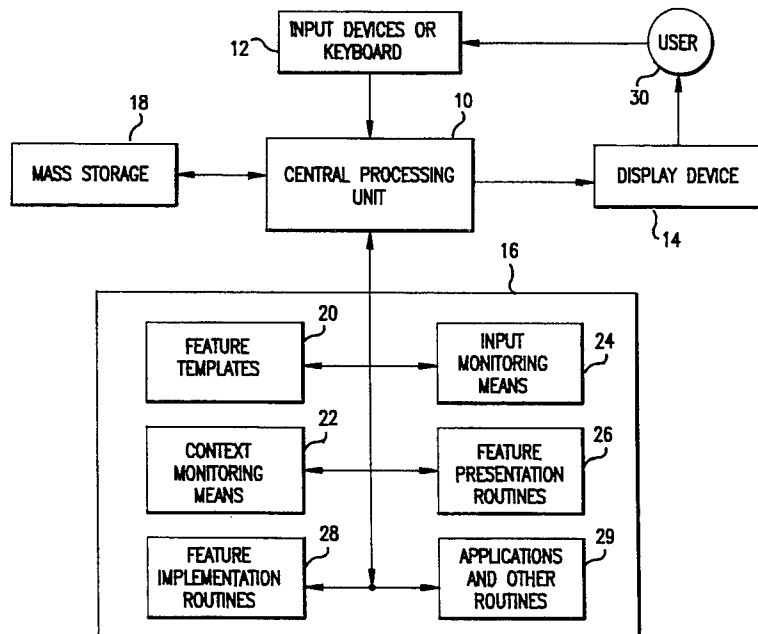 INPUT DEVICES OR
KEYBOARD
12
USER
30
18
MASS STORAGE
10
CENTRAL PROCESSING
UNIT
DISPLAY DEVICE
14
16
20
FEATURE
TEMPLATES
INPUT
MONITORING
MEANS
24
22
CONTEXT
MONITORING
MEANS
FEATURE
PRESENTATION
ROUTINES
26
28
FEATURE
IMPLEMENTATION
ROUTINES
APPLICATIONS
AND OTHER
ROUTINES
29